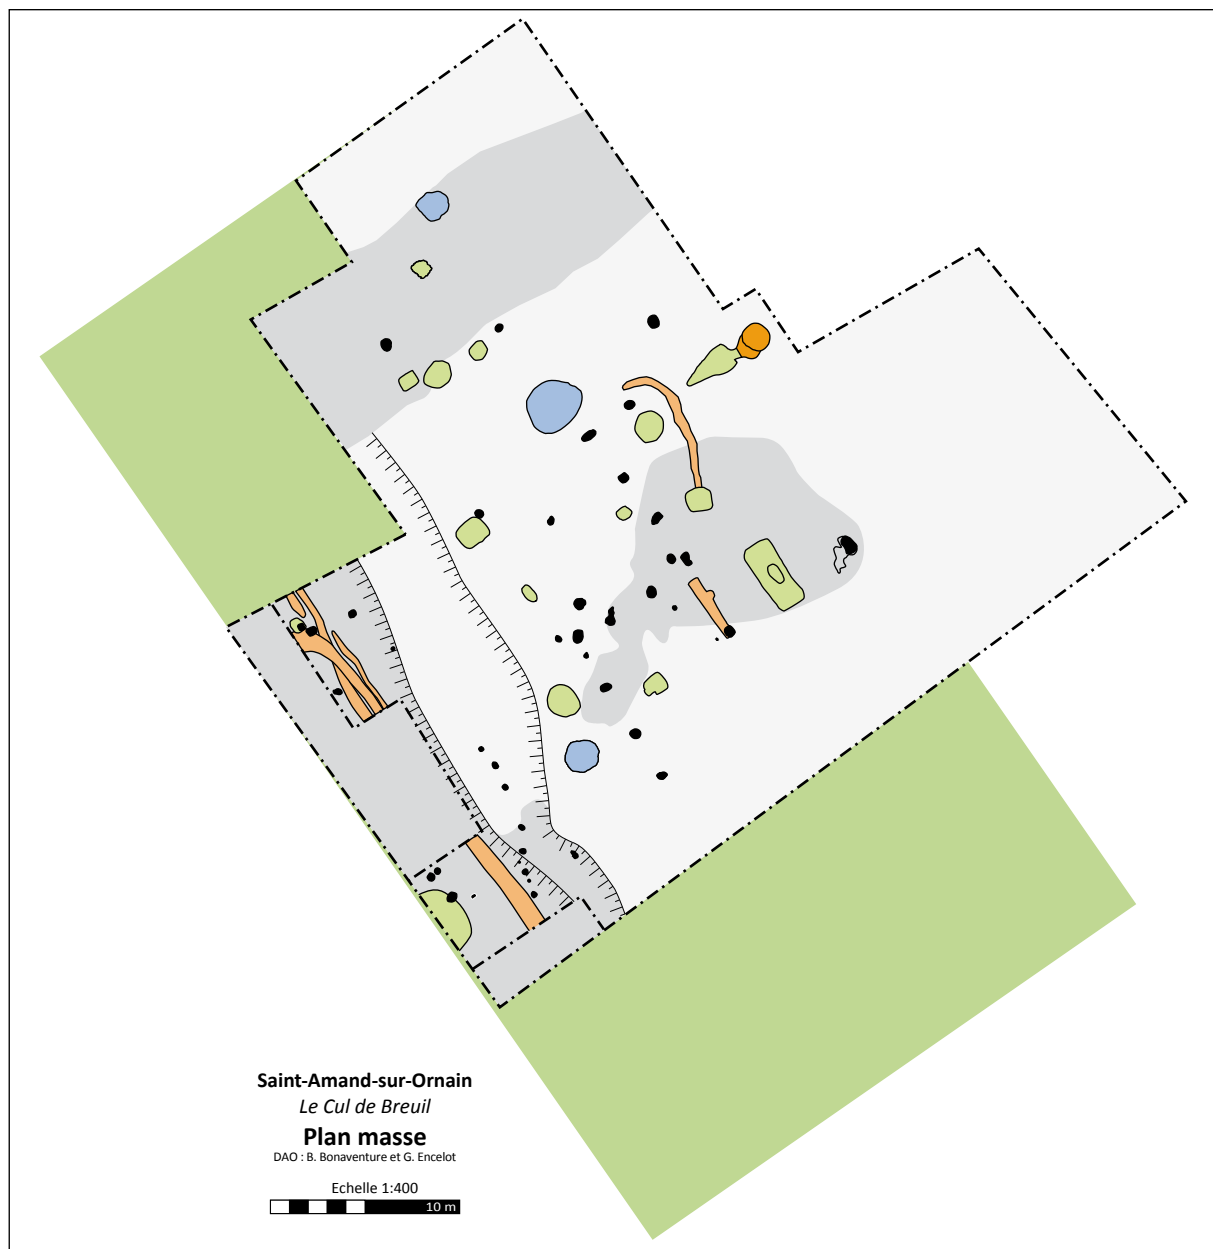 Saint-Amand-sur-Ornain
Le Cul de Breuil
Plan masse
DAO : B. Bonaventure et G. Encelot
Echelle 1:400
10 m